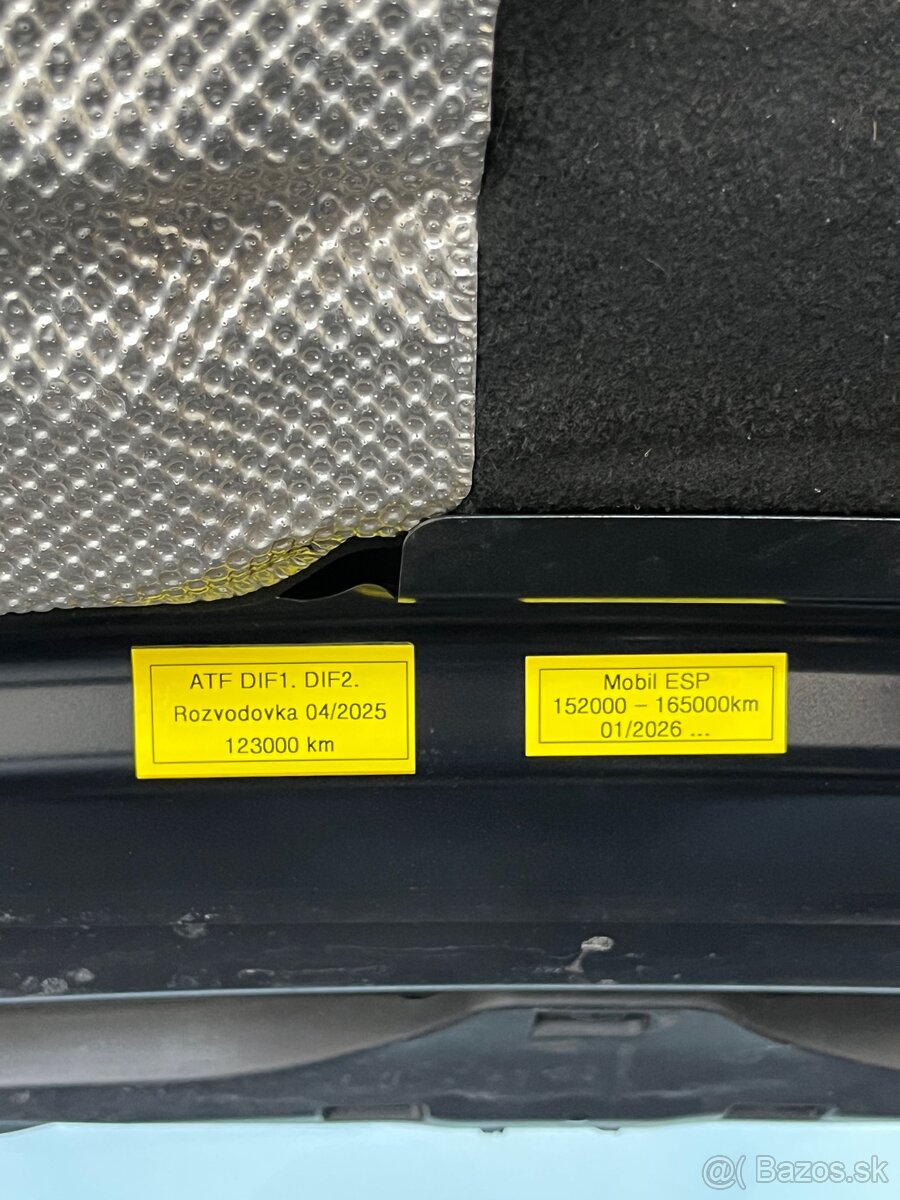 ATF DIF1. DIF2.
Rozvodovka 04/2025
123000 km
Mobil ESP
152000 - 165000km
01/2026 ...
@( Bazos.sk